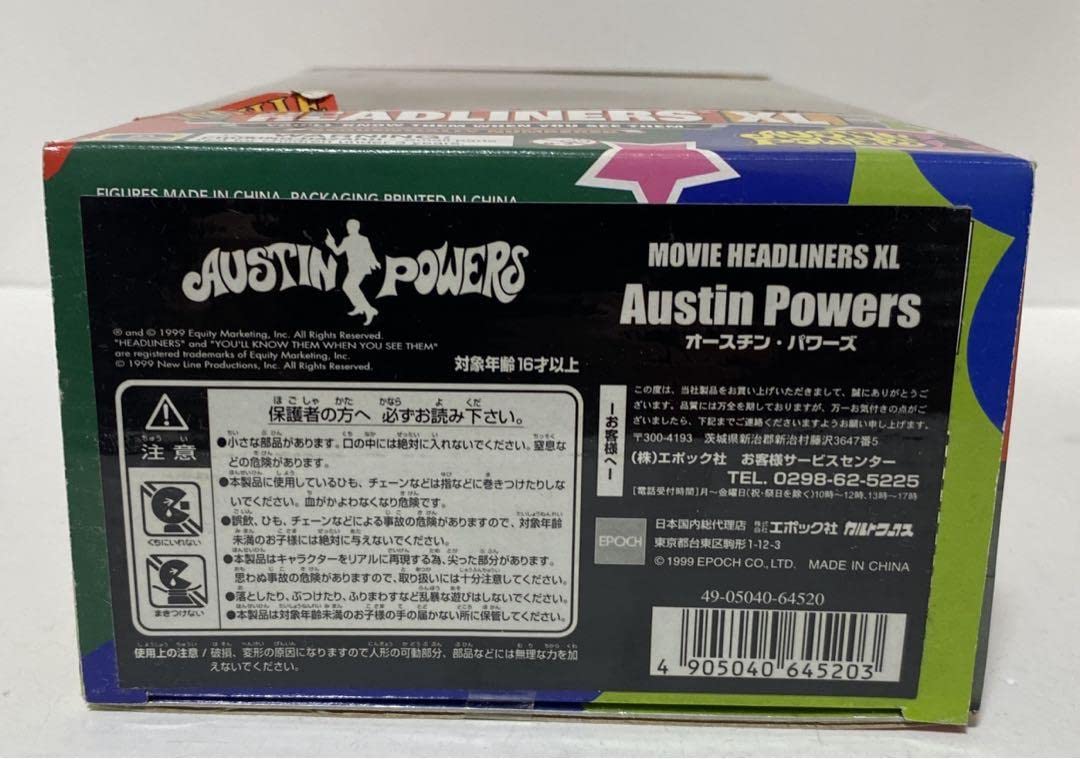 HEADLINERS XL
THEM WHEN YOU SEE THEM
WARNING:
FIGURES MADE IN CHINA. PACKAGING PRINTED IN CHINA
AUSTIN POWERS
® and © 1999 Equity Marketing, Inc. All Rights Reserved.
"HEADLINERS" and "YOU'LL KNOW THEM WHEN YOU SEE THEM"
are registered trademarks of Equity Marketing, Inc.
© 1999 New Line Productions, Inc. All Rights Reserved.
対象年齢16才以上
注意
くちにいれない
まきつけない
保護者の方へ 必ずお読み下さい。
●小さな部品があります。口の中には絶対に入れないでください。窒息な
どの危険があります。
●本製品に使用しているひも、チェーンなどは指などに巻きつけたりしな
いでください。血がかよわなくなり危険です。
●誤飲、ひも、チェーンなどによる事故の危険がありますので、対象年齢
未満のお子様には絶対に与えないでください。
●本製品はキャラクターをリアルに再現する為、尖った部分があります。
思わぬ事故の危険がありますので、取り扱いには十分注意してください。
●落としたり、ぶつけたり、ふりまわすなど乱暴な遊びはしないでください。
●本製品は対象年齢未満のお子様の手の届かない所に保管してください。
使用上の注意/破損、変形の原因になりますので人形の可動部分、部品などには無理な力を加
えないでください。
MOVIE HEADLINERS XL
Austin Powers
オースチン・パワーズ
ーお客様へー
この度は、当社製品をお買い上げいただきまして、誠にありがとうご
ざいます。品質には万全を期しておりますが、万一お気付きの点がご
ざいましたら、下記までご連絡くださいますようお願い申し上げます。
〒300-4193 茨城県新治郡新治村藤沢3647番5
(株)エポック社 お客様サービスセンター
TEL. 0298-62-5225
[電話受付時間]月〜金曜日(祝・祭日を除く)10時〜12時、13時〜17時
EPOCH
日本国内総代理店 株式会社エポック社 カルトフェイス
東京都台東区駒形1-12-3
© 1999 EPOCH CO., LTD. MADE IN CHINA
49-05040-64520
4 905040 645203